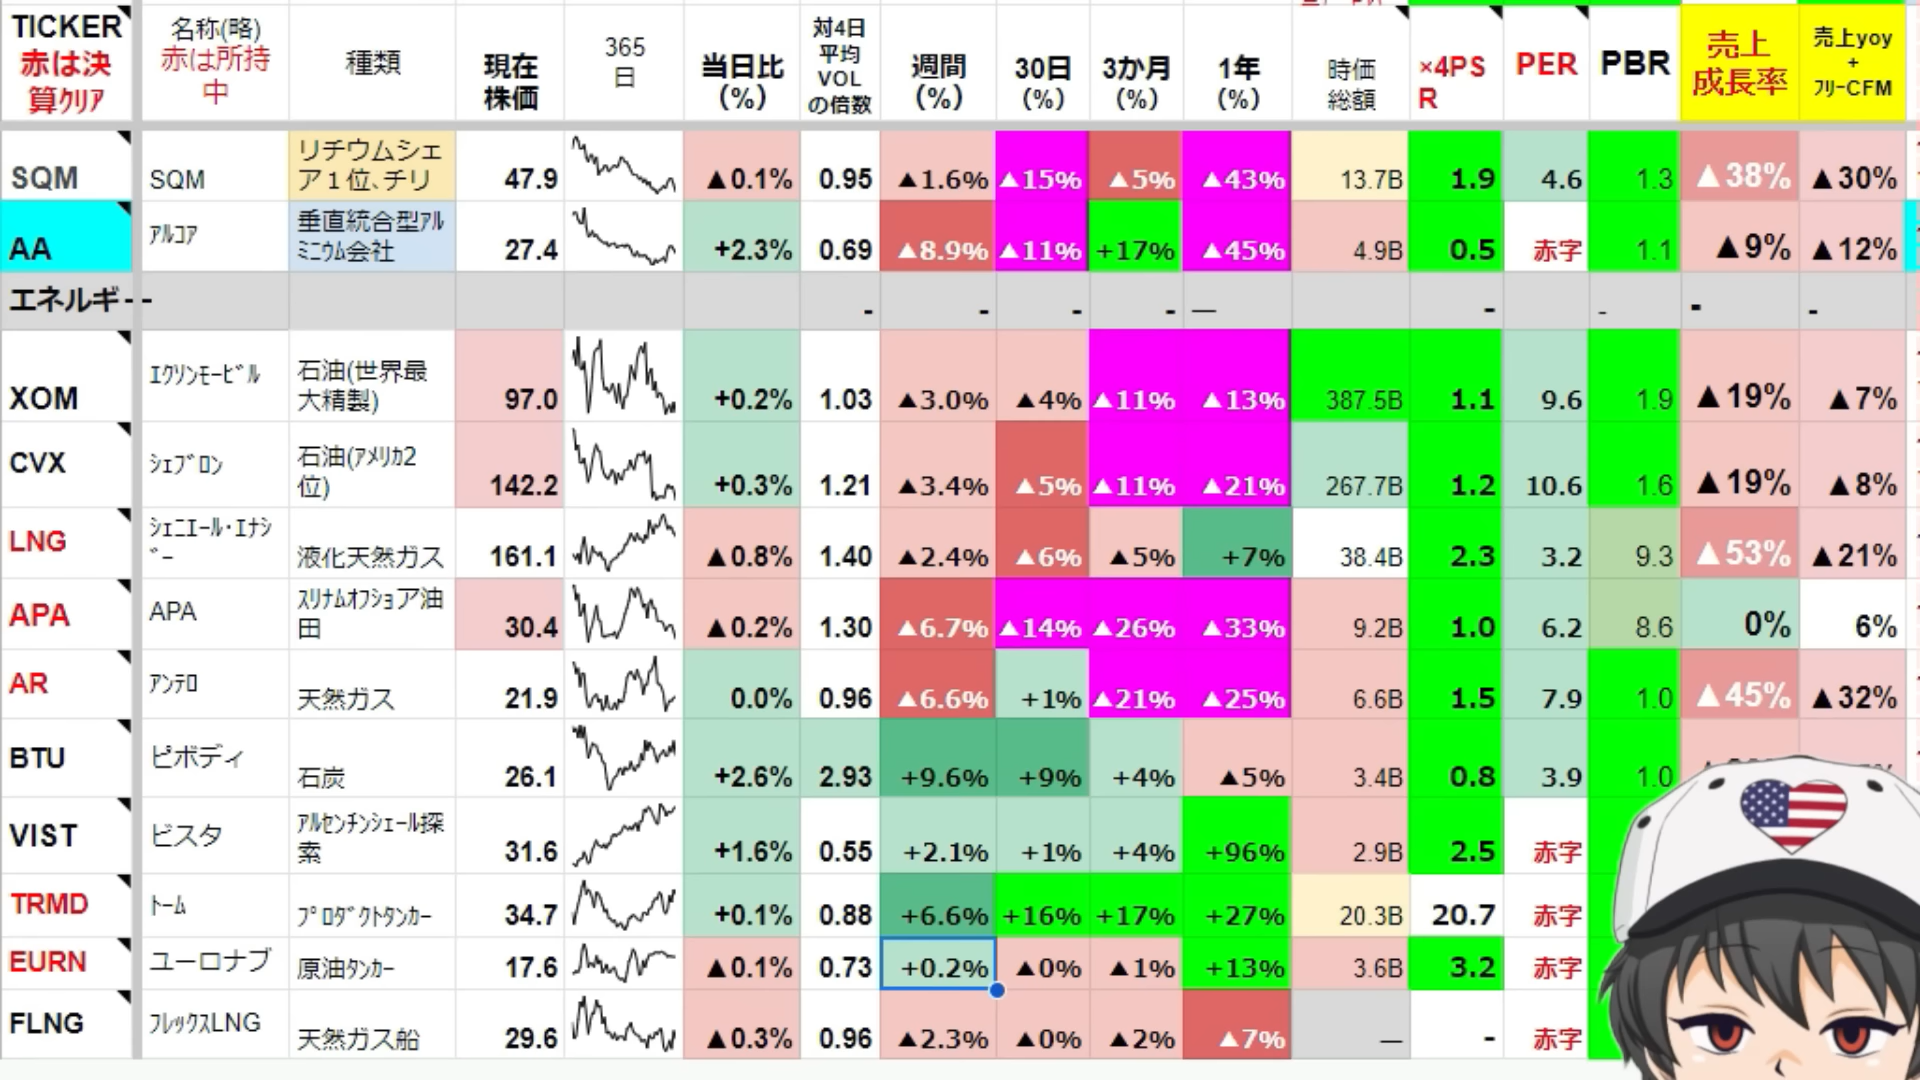 TICKER
赤は決
算ｸﾘｱ
名称(略)
赤は所持
中
種類
現在
株価
365
日
当日比
(%)
対4日
平均
VOL
の倍数
週間
(%)
30日
(%)
3か月
(%)
1年
(%)
時価
総額
×4PS
R
PER
PBR
売上
成長率
売上yoy
+
ﾌﾘｰCFM
SQM SQM リチウムシェ
ア１位､チリ 47.9 ▲0.1% 0.95 ▲1.6% ▲15% ▲5% ▲43% 13.7B 1.9 4.6 1.3 ▲38% ▲30%
AA ｱﾙｺｱ 垂直統合型ｱﾙ
ﾐﾆｳﾑ会社 27.4 +2.3% 0.69 ▲8.9% ▲11% +17% ▲45% 4.9B 0.5 赤字 1.1 ▲9% ▲12%
エネルギ - - - - - - — - - - -
XOM ｴｸｿﾝﾓｰﾋﾞﾙ 石油(世界最
大精製) 97.0 +0.2% 1.03 ▲3.0% ▲4% ▲11% ▲13% 387.5B 1.1 9.6 1.9 ▲19% ▲7%
CVX ｼｪﾌﾞﾛﾝ 石油(ｱﾒﾘｶ2
位) 142.2 +0.3% 1.21 ▲3.4% ▲5% ▲11% ▲21% 267.7B 1.2 10.6 1.6 ▲19% ▲8%
LNG ｼｪﾆｴｰﾙ･ｴﾅｼ
ﾞｰ 液化天然ガス 161.1 ▲0.8% 1.40 ▲2.4% ▲6% ▲5% +7% 38.4B 2.3 3.2 9.3 ▲53% ▲21%
APA APA ｽﾘﾅﾑｵﾌｼｮア油
田 30.4 ▲0.2% 1.30 ▲6.7% ▲14% ▲26% ▲33% 9.2B 1.0 6.2 8.6 0% 6%
AR ｱﾝﾃﾛ 天然ガス 21.9 0.0% 0.96 ▲6.6% +1% ▲21% ▲25% 6.6B 1.5 7.9 1.0 ▲45% ▲32%
BTU ピボディ 石炭 26.1 +2.6% 2.93 +9.6% +9% +4% ▲5% 3.4B 0.8 3.9 1.0
VIST ビスタ ｱﾙｾﾝﾁﾝｼｪｰﾙ探
索 31.6 +1.6% 0.55 +2.1% +1% +4% +96% 2.9B 2.5 赤字
TRMD ﾄｰﾑ ﾌﾟﾛﾀﾞｸﾄﾀﾝｶｰ 34.7 +0.1% 0.88 +6.6% +16% +17% +27% 20.3B 20.7 赤字
EURN ユーロナブ 原油ﾀﾝｶｰ 17.6 ▲0.1% 0.73 +0.2% ▲0% ▲1% +13% 3.6B 3.2 赤字
FLNG ﾌﾚｯｸｽLNG 天然ガス船 29.6 ▲0.3% 0.96 ▲2.3% ▲0% ▲2% ▲7% — - 赤字